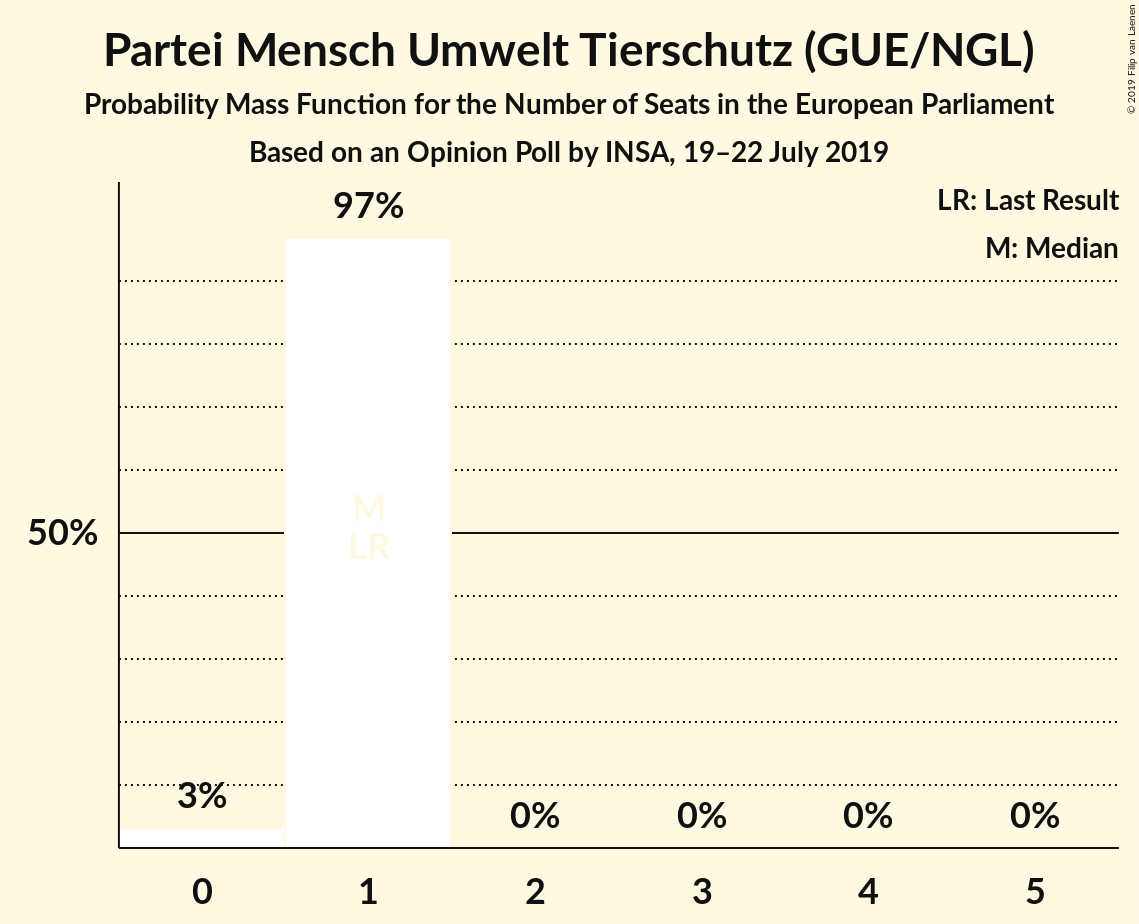 Partei Mensch Umwelt Tierschutz (GUE/NGL)
Probability Mass Function for the Number of Seats in the European Parliament
Based on an Opinion Poll by INSA, 19–22 July 2019
© 2019 Filip van Laenen
LR: Last Result
M: Median
97%
M
LR
50%
3%
0%
0%
0%
0%
0
1
2
3
4
5